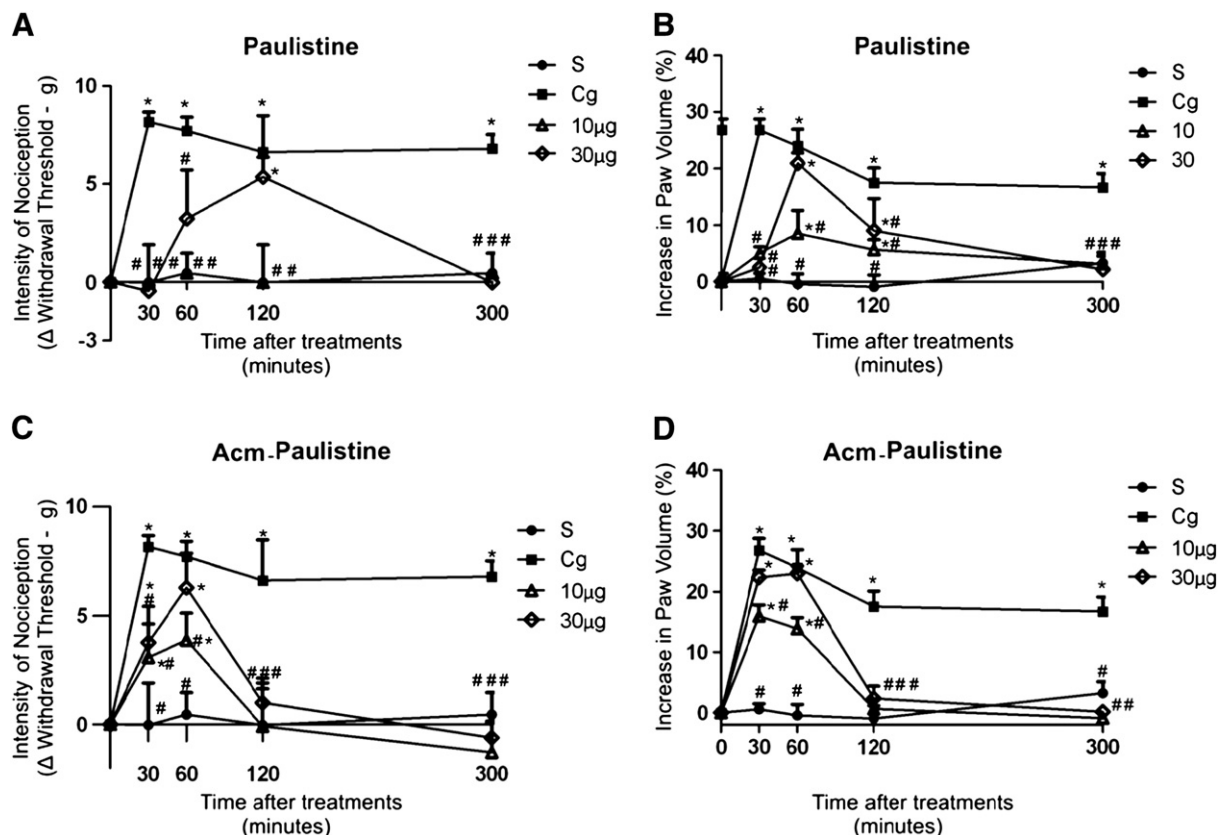 A
Paulistine
Intensity of Nociception
(Δ Withdrawal Threshold - g)
10
5
0
-3
30
60
120
300
Time after treatments
(minutes)
S
Cg
10µg
30µg
*
*
*
*
#
*
#
# #
# #
# #
# # #
B
Paulistine
Increase in Paw Volume (%)
40
30
20
10
0
30
60
120
300
Time after treatments
(minutes)
S
Cg
10
30
*
*
*
*
*
#
#
#
*#
*#
*#
#
#
###
C
Acm-Paulistine
Intensity of Nociception
(Δ Withdrawal Threshold - g)
10
5
0
30
60
120
300
Time after treatments
(minutes)
S
Cg
10µg
30µg
*
*
*
*
*
#
*
*#
#*
#
#
###
###
D
Acm-Paulistine
Increase in Paw Volume (%)
40
30
20
10
0
0
30
60
120
300
Time after treatments
(minutes)
S
Cg
10µg
30µg
*
*
*
*
*
*
*#
*#
#
#
###
#
##